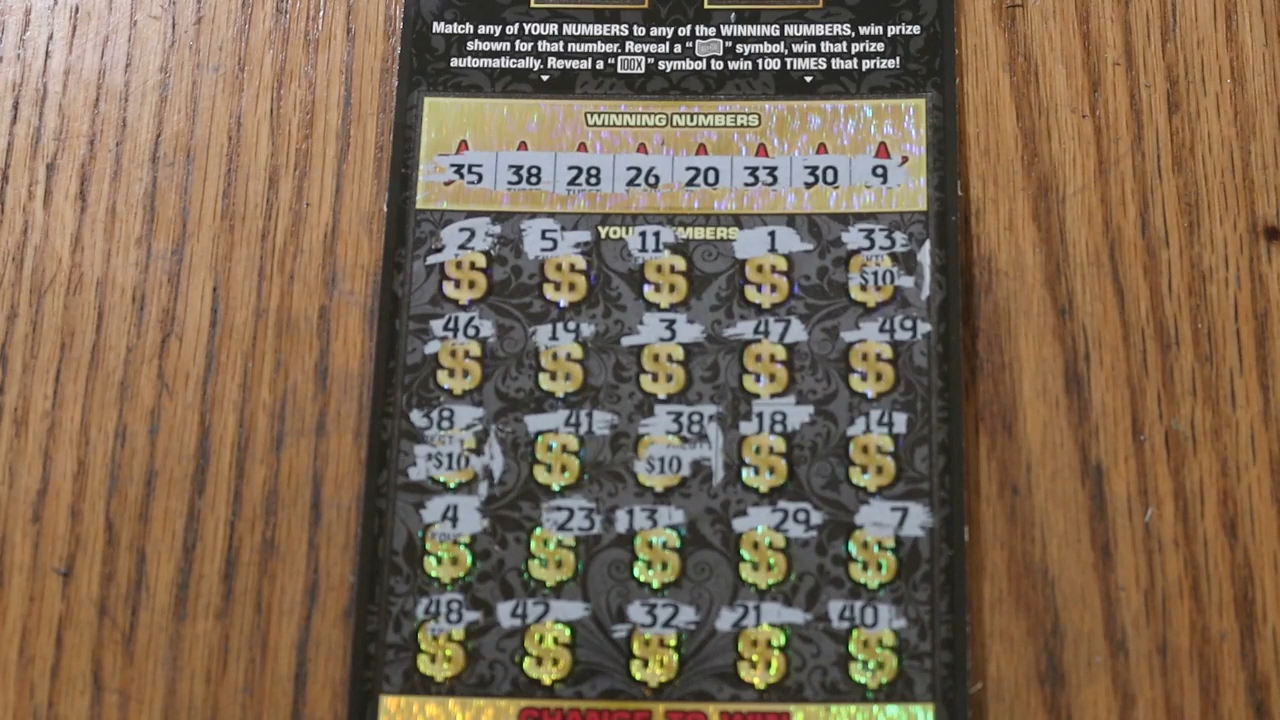 Match any of YOUR NUMBERS to any of the WINNING NUMBERS, win prize
shown for that number. Reveal a “ ” symbol, win that prize
automatically. Reveal a “100X” symbol to win 100 TIMES that prize!
WINNING NUMBERS
35 38 28 26 20 33 30 9
YOUR NUMBERS
2 5 11 1 33
$ $ $ $ $10
46 19 3 47 49
$ $ $ $ $
38 41 38 18 14
$10 $ $10 $ $
4 23 13 29 7
$ $ $ $ $
48 42 32 21 40
$ $ $ $ $
CHANCE TO WIN